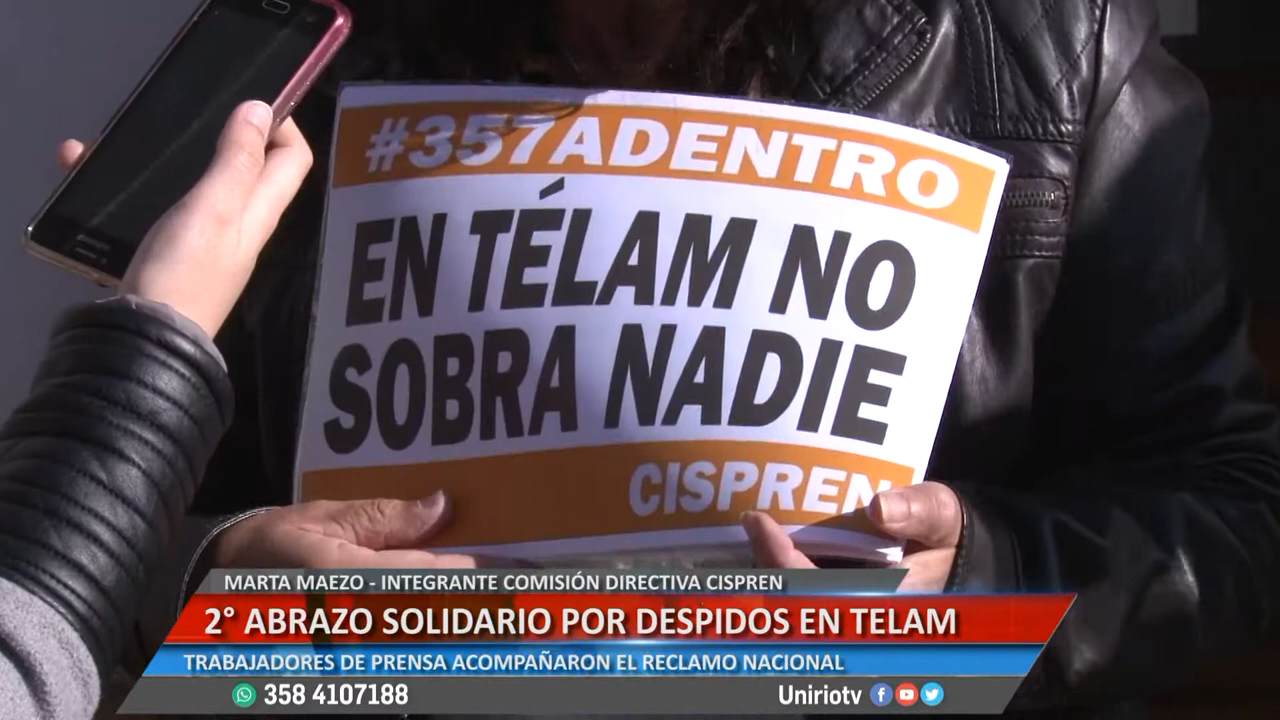 #357ADENTRO
EN TÉLAM NO
SOBRA NADIE
CISPREN
MARTA MAEZO - INTEGRANTE COMISIÓN DIRECTIVA CISPREN
2° ABRAZO SOLIDARIO POR DESPIDOS EN TELAM
TRABAJADORES DE PRENSA ACOMPAÑARON EL RECLAMO NACIONAL
358 4107188
Uniriotv